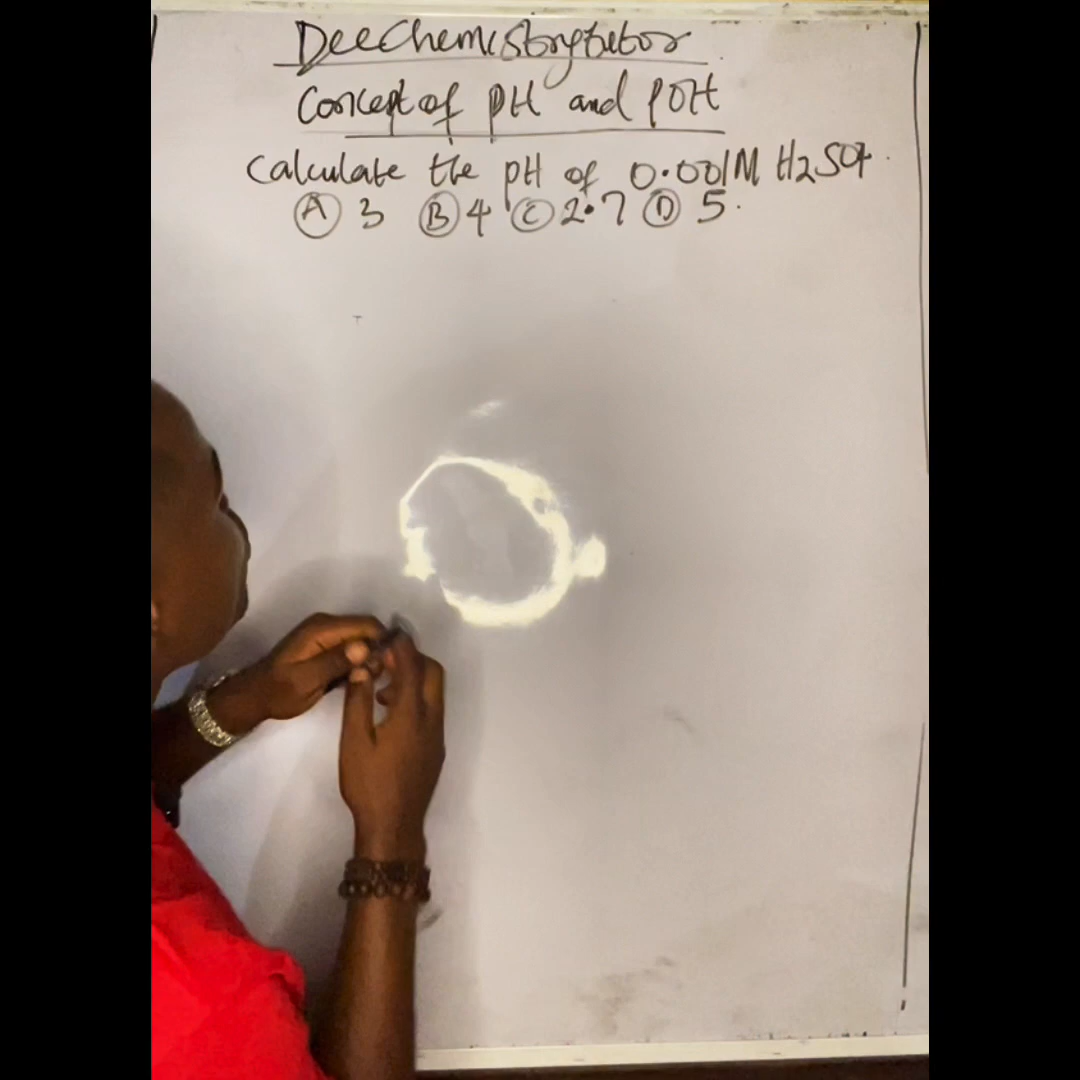 DeeChemistrytutor
Concept of pH and pOH
Calculate the pH of 0.001M H2SO4.
(A) 3 (B) 4 (C) 2.7 (D) 5.